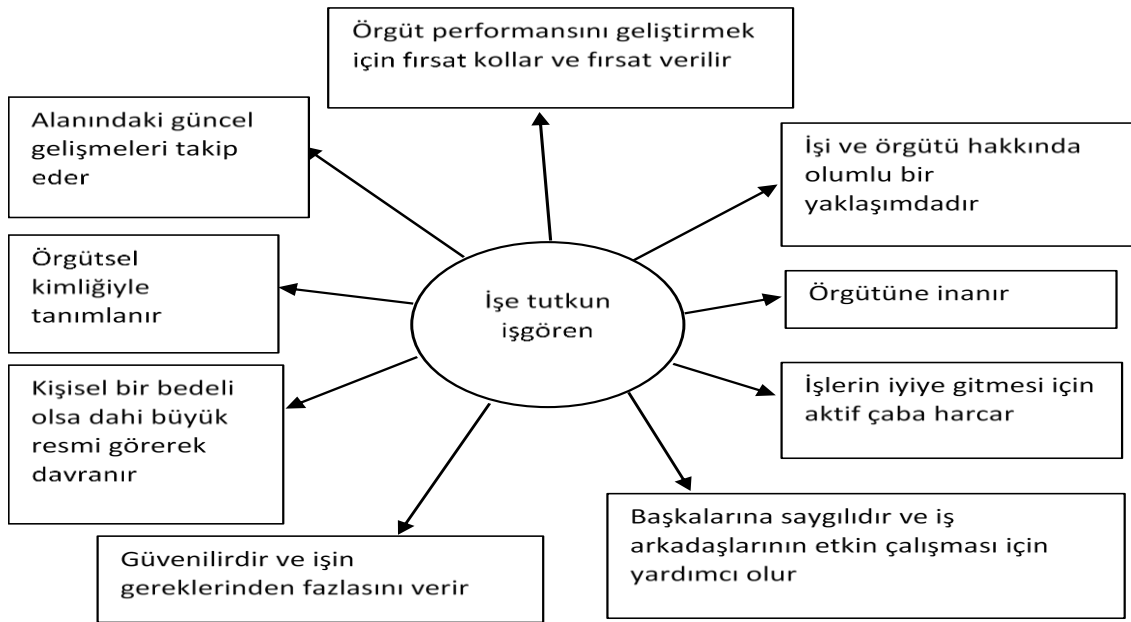 Örgüt performansını geliştirmek
için fırsat kollar ve fırsat verilir
Alanındaki güncel
gelişmeleri takip
eder
İşi ve örgütü hakkında
olumlu bir
yaklaşımdadır
Örgütsel
kimliğiyle
tanımlanır
İşe tutkun
işgören
Örgütüne inanır
Kişisel bir bedeli
olsa dahi büyük
resmi görerek
davranır
İşlerin iyiye gitmesi için
aktif çaba harcar
Güvenilirdir ve işin
gereklerinden fazlasını verir
Başkalarına saygılıdır ve iş
arkadaşlarının etkin çalışması için
yardımcı olur